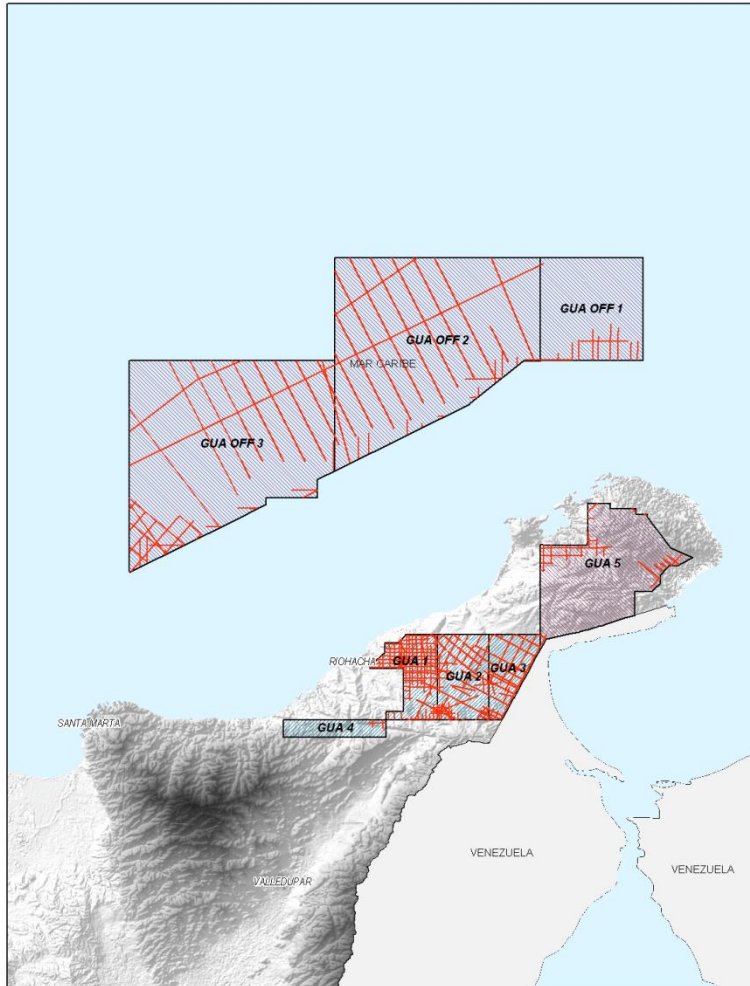 GUA OFF 1
GUA OFF 2
MAR CARIBE
GUA OFF 3
GUA 5
RIOHACHA
GUA 1
GUA 3
GUA 2
SANTA MARTA
GUA 4
VENEZUELA
VENEZUELA
VALLEDUPAR